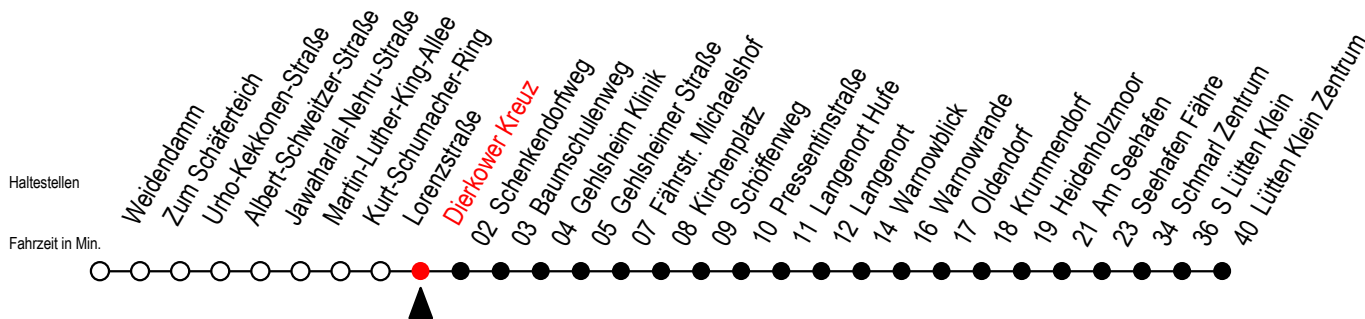 Haltestellen
Fahrzeit in Min.
Weidendamm
Zum Schäferteich
Urho-Kekkonen-Straße
Albert-Schweitzer-Straße
Jawaharlal-Nehru-Straße
Martin-Luther-King-Allee
Kurt-Schumacher-Ring
Lorenzstraße
Dierkower Kreuz
02 Schenkendorfweg
03 Baumschulenweg
04 Gehlsheim Klinik
05 Gehlsheimer Straße
07 Fährstr. Michaelshof
08 Kirchenplatz
09 Schöffenweg
10 Pressentinstraße
11 Langenort Hufe
12 Langenort
14 Warnowblick
16 Warnowrande
17 Oldendorf
18 Krummendorf
19 Heidenholzmoor
21 Am Seehafen
23 Seehafen Fähre
34 Schmarl Zentrum
36 S Lütten Klein
40 Lütten Klein Zentrum